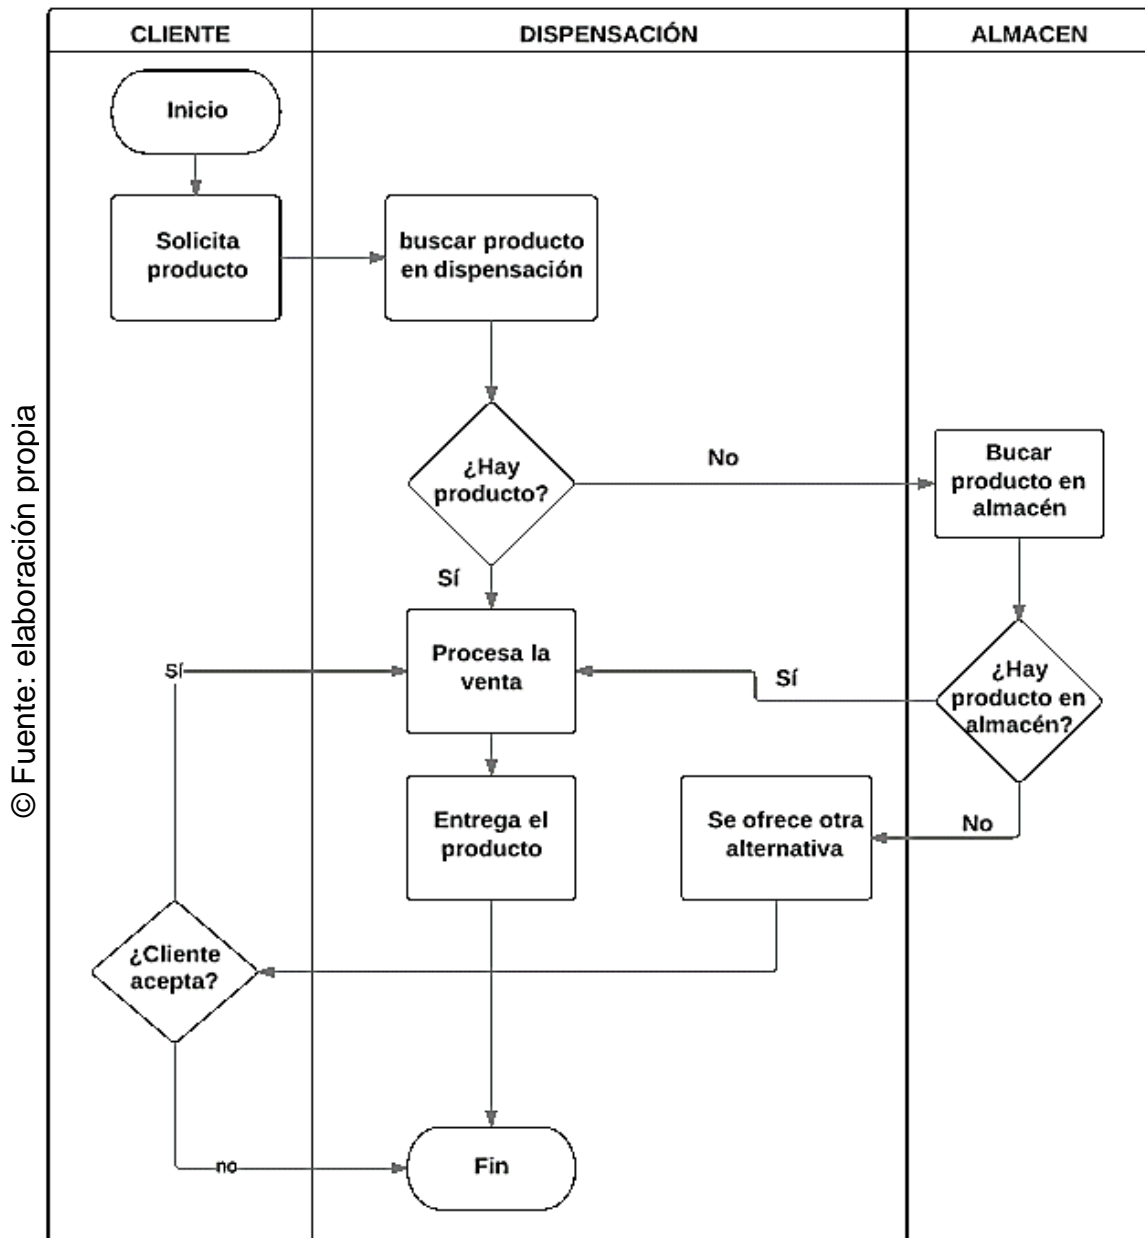 CLIENTE
DISPENSACIÓN
ALMACEN
Inicio
Solicita
producto
buscar producto
en dispensación
¿Hay
producto?
No
Bucar
producto en
almacén
Sí
Procesa la
venta
Sí
Sí
¿Hay
producto en
almacén?
Entrega el
producto
Se ofrece otra
alternativa
No
¿Cliente
acepta?
no
Fin
© Fuente: elaboración propia